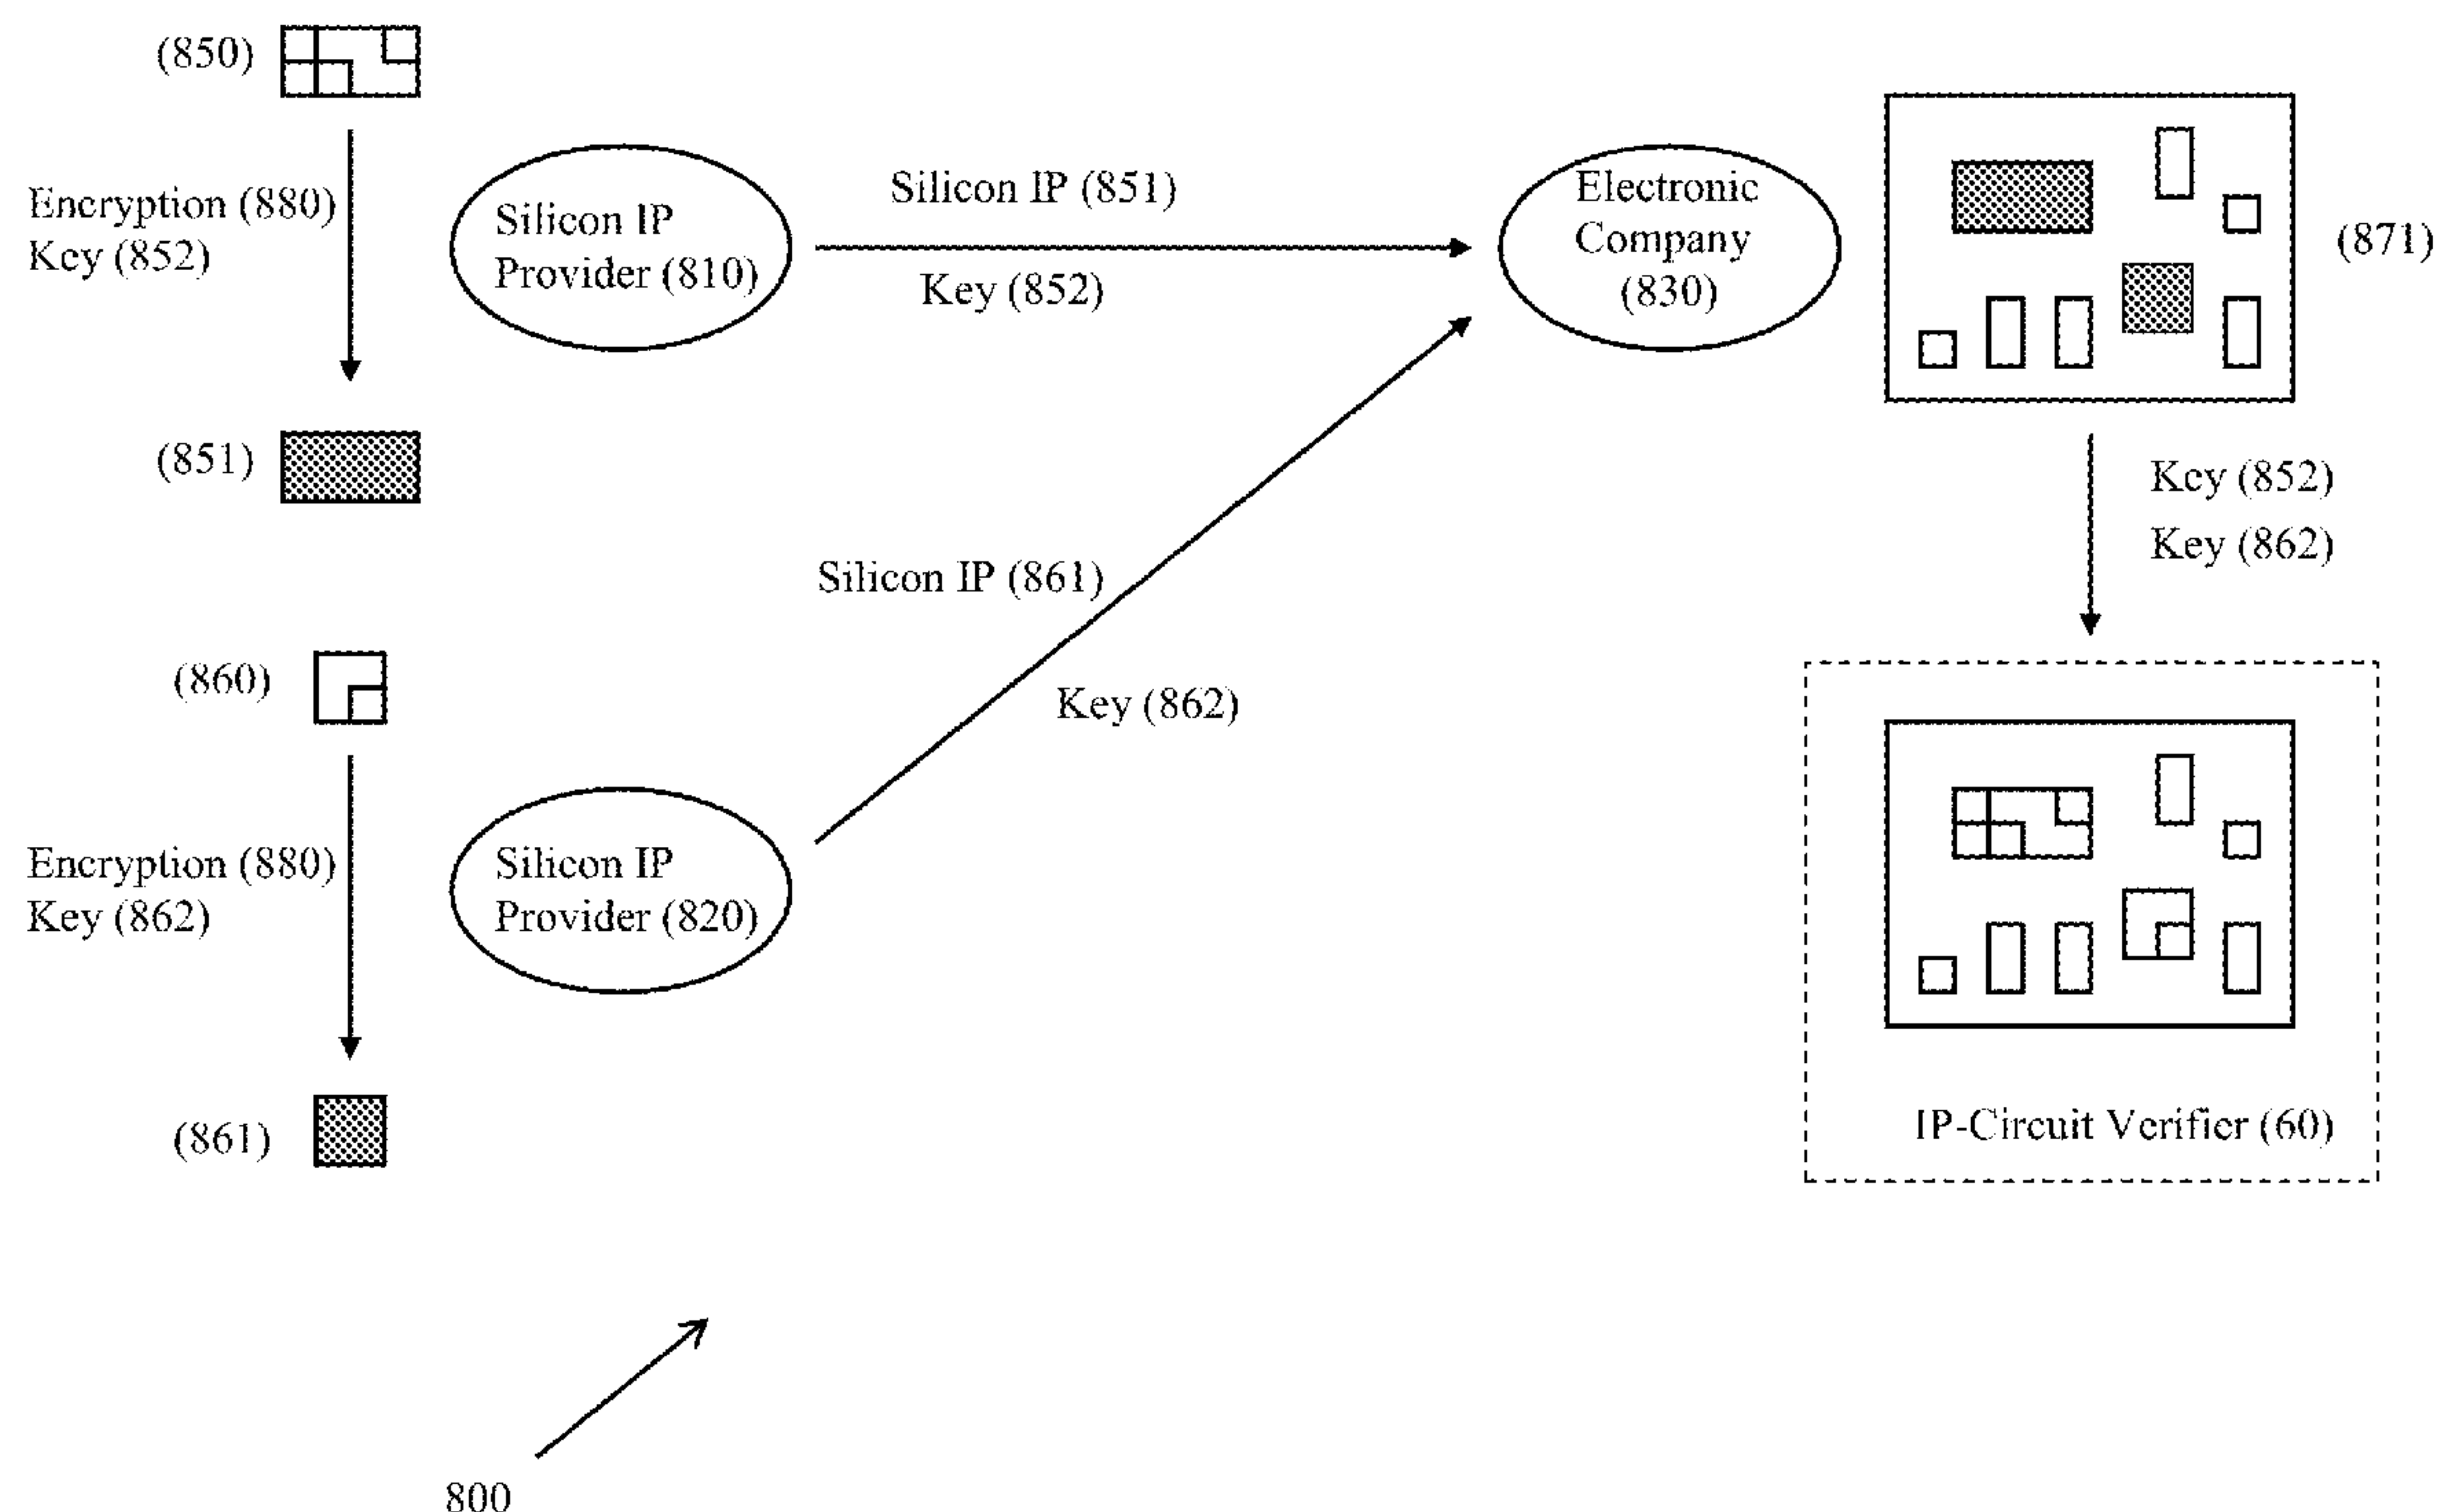 (850)
Encryption (880)
Key (852)
(851)
Silicon IP
Provider (810)
Silicon IP (851)
Key (852)
Electronic
Company
(830)
(871)
Key (852)
Key (862)
(860)
Encryption (880)
Key (862)
(861)
Silicon IP
Provider (820)
Silicon IP (861)
Key (862)
IP-Circuit Verifier (60)
800